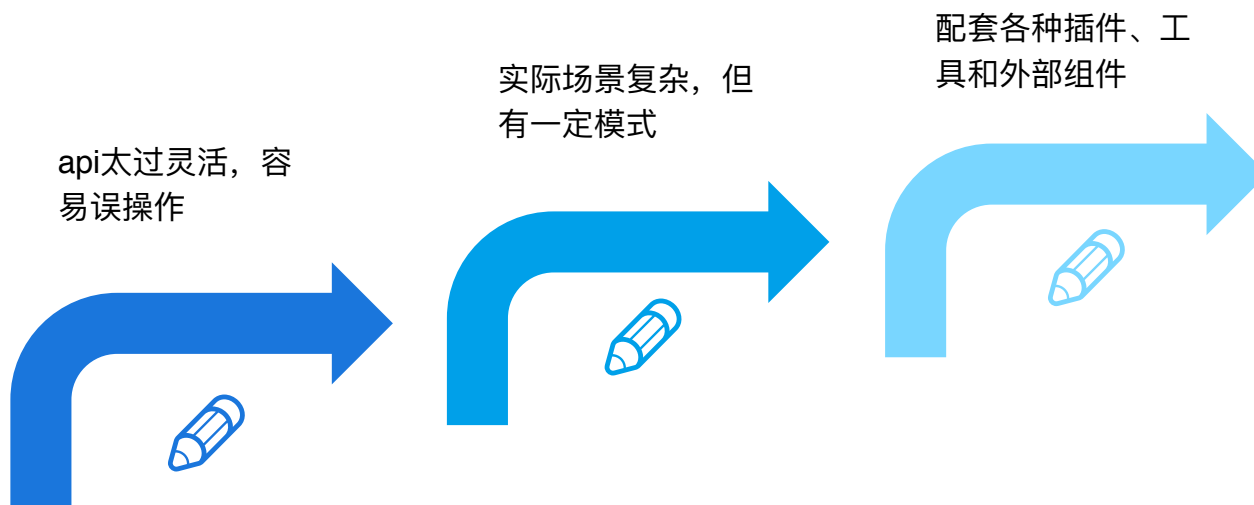 api太过灵活，容
易误操作
实际场景复杂，但
有一定模式
配套各种插件、工
具和外部组件